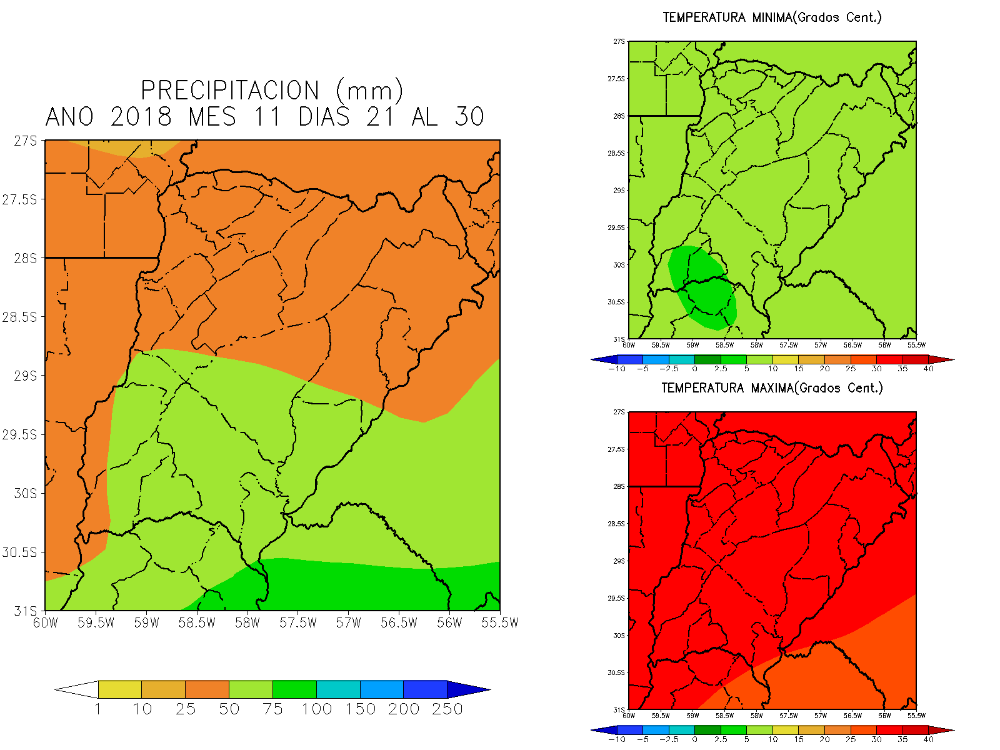 PRECIPITACION (mm)
ANO 2018 MES 11 DIAS 21 AL 30
27S
27.5S
28S
28.5S
29S
29.5S
30S
30.5S
31S
60W 59.5W 59W 58.5W 58W 57.5W 57W 56.5W 56W 55.5W
1 10 25 50 75 100 150 200 250
TEMPERATURA MINIMA(Grados Cent.)
27S
27.5S
28S
28.5S
29S
29.5S
30S
30.5S
31S
60W 59.5W 59W 58.5W 58W 57.5W 57W 56.5W 56W 55.5W
-10 -5 -2.5 0 2.5 5 10 15 20 25 30 35 40
TEMPERATURA MAXIMA(Grados Cent.)
27S
27.5S
28S
28.5S
29S
29.5S
30S
30.5S
31S
60W 59.5W 59W 58.5W 58W 57.5W 57W 56.5W 56W 55.5W
-10 -5 -2.5 0 2.5 5 10 15 20 25 30 35 40